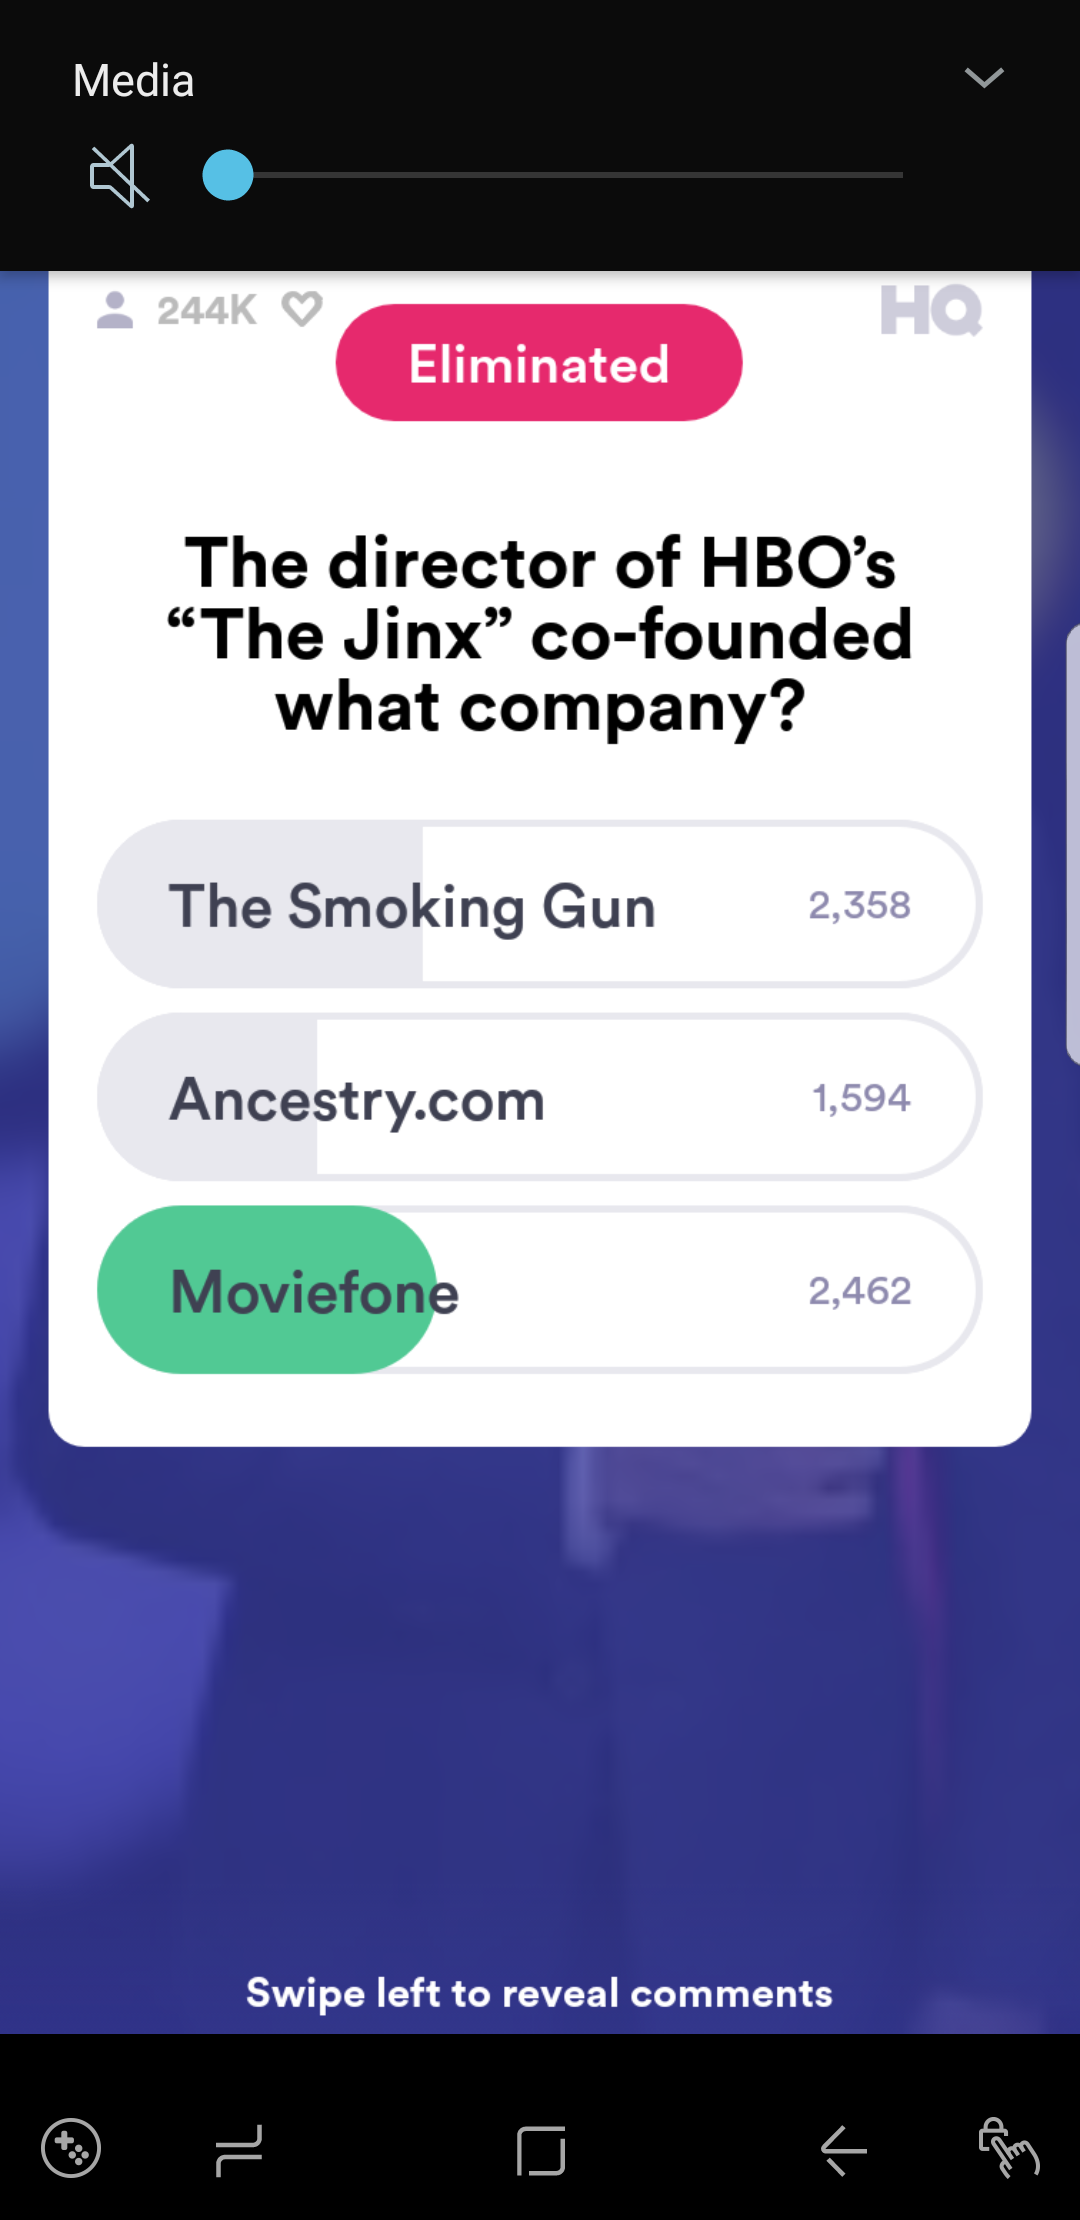 Media
244K
HQ
Eliminated
The director of HBO’s
“The Jinx” co-founded
what company?
The Smoking Gun 2,358
Ancestry.com 1,594
Moviefone 2,462
Swipe left to reveal comments